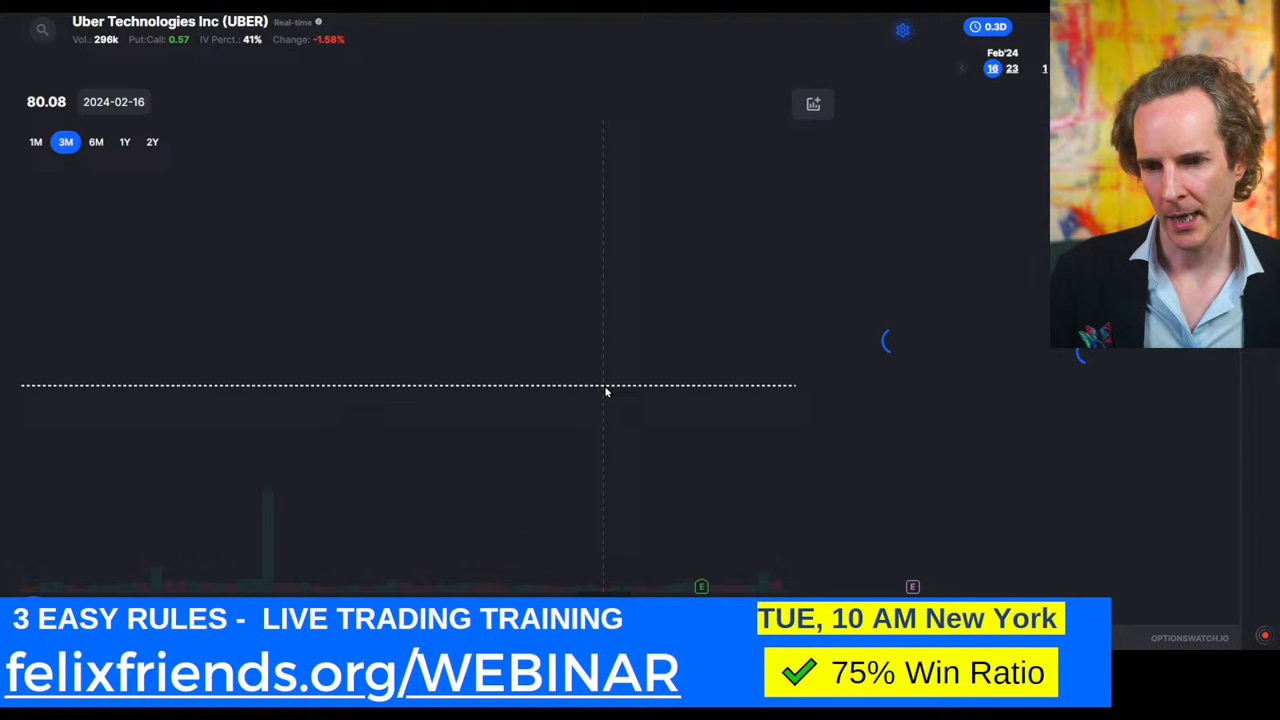 Uber Technologies Inc (UBER) Real-time
Vol.: 296k Put:Call: 0.57 IV Perct.: 41% Change: -1.58%
0.3D
Feb'24
16 23 1
80.08 2024-02-16
1M 3M 6M 1Y 2Y
E E
3 EASY RULES - LIVE TRADING TRAINING
TUE, 10 AM New York
OPTIONSWATCH.IO
felixfriends.org/WEBINAR
75% Win Ratio